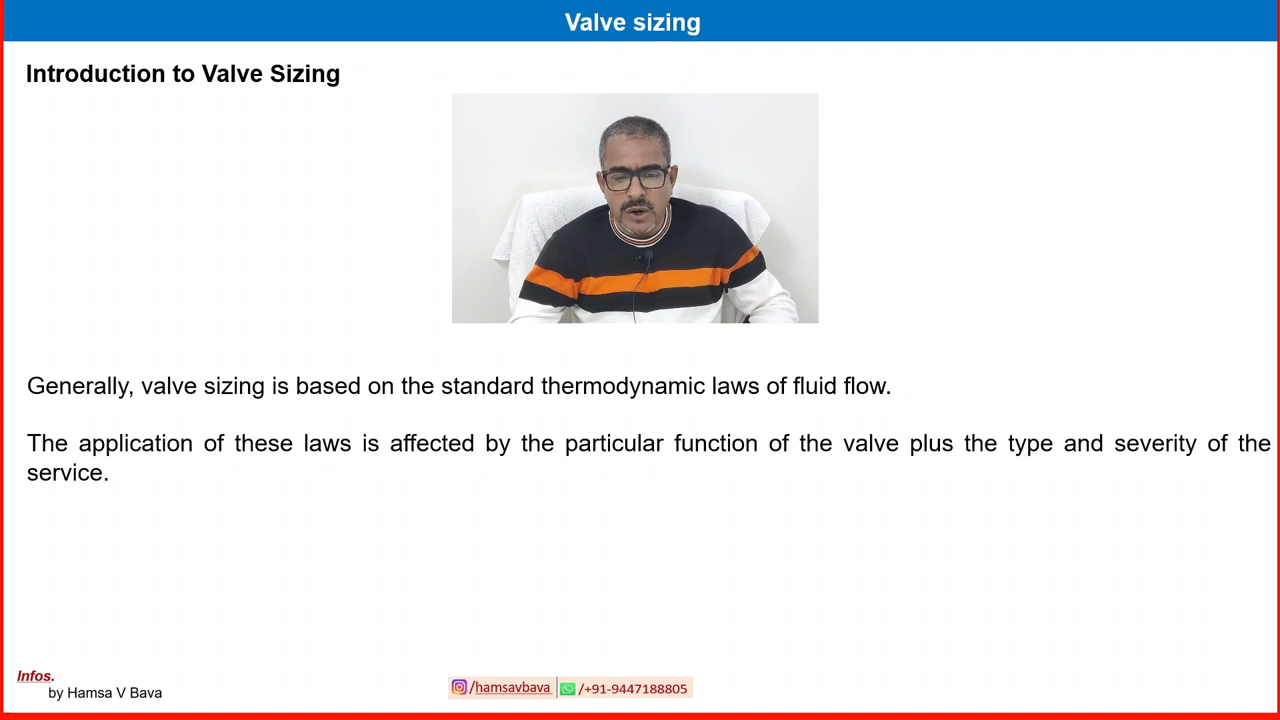 Valve sizing
Introduction to Valve Sizing
Generally, valve sizing is based on the standard thermodynamic laws of fluid flow.
The application of these laws is affected by the particular function of the valve plus the type and severity of the
service.
Infos.
by Hamsa V Bava
/hamsavbava
/+91-9447188805